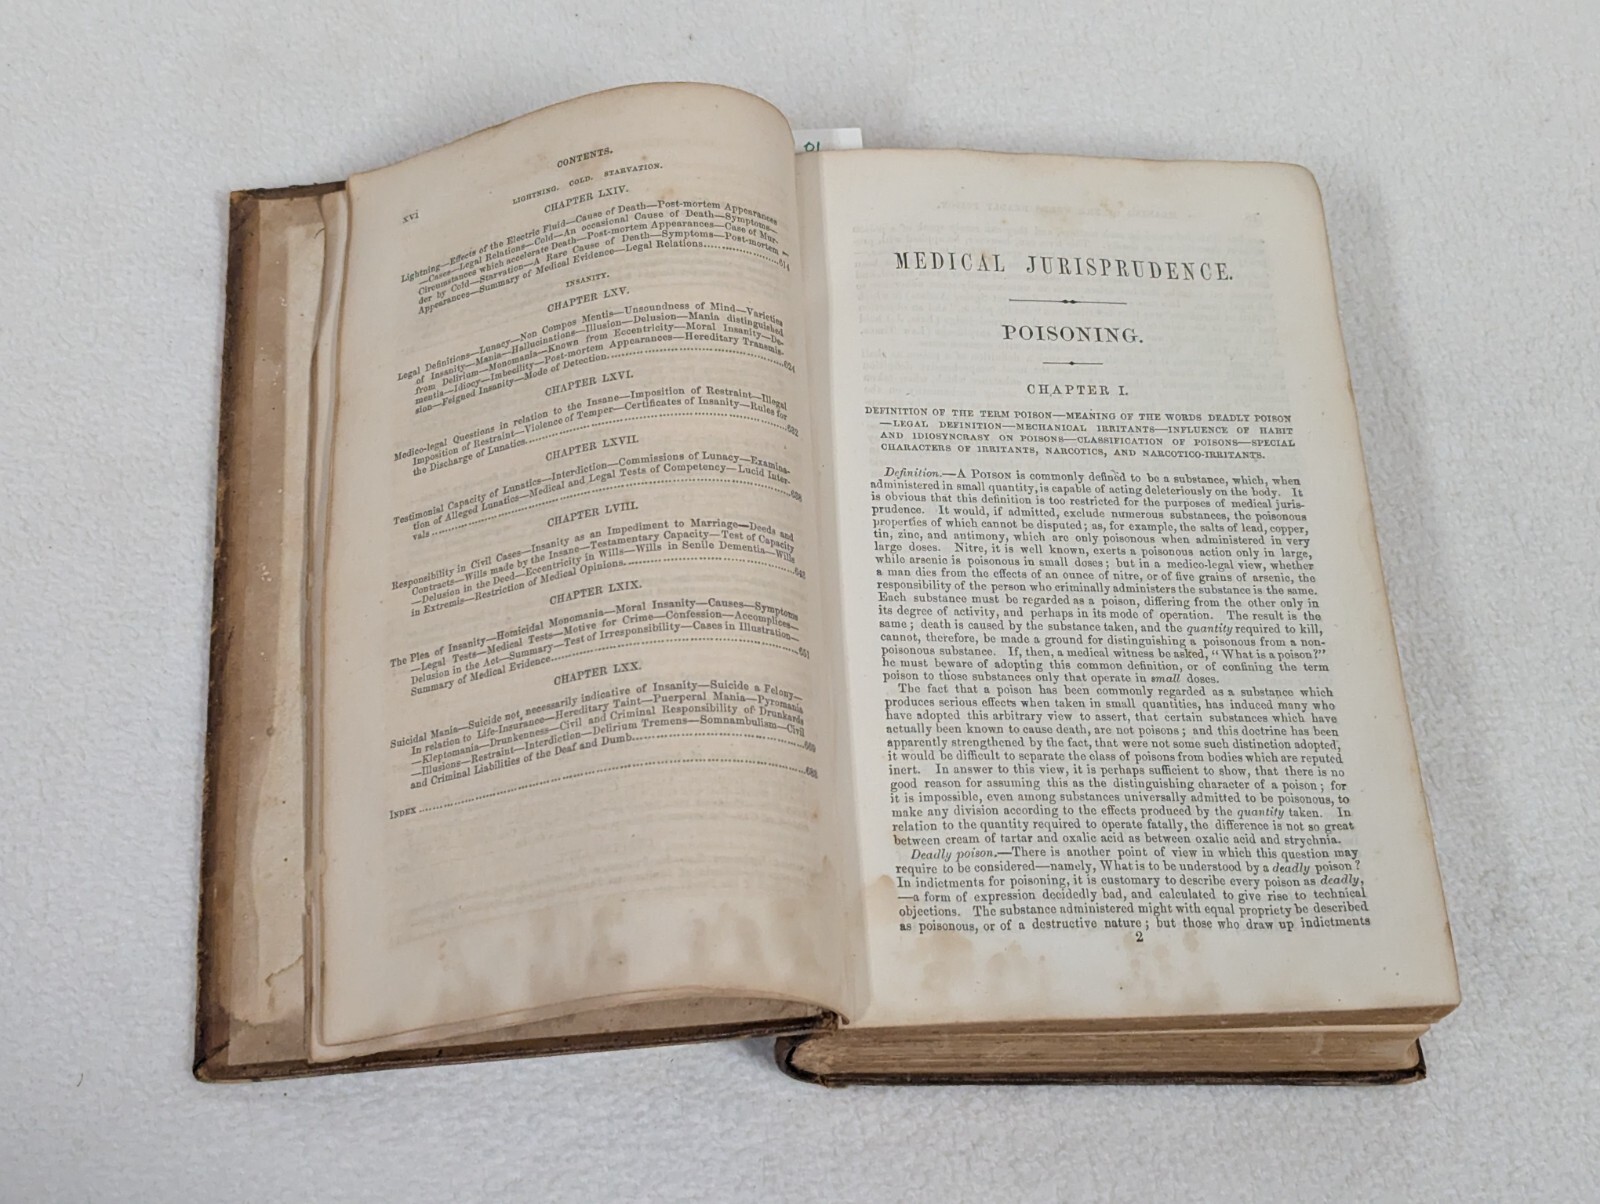 xvi
CONTENTS.
LIGHTNING. COLD. STARVATION.
CHAPTER LXIV.
Lightning—Effects of the Electric Fluid—Cause of Death—Post-mortem Appearances
—Cases—Legal Relations—Cold—An occasional Cause of Death—Symptoms—
Circumstances which accelerate Death—Post-mortem Appearances—Case of Mur-
der by Cold—Starvation—A Rare Cause of Death—Symptoms—Post-mortem
Appearances—Summary of Medical Evidence—Legal Relations 614
INSANITY.
CHAPTER LXV.
Legal Definitions—Lunacy—Non Compos Mentis—Unsoundness of Mind—Varieties
of Insanity—Mania—Hallucinations—Illusion—Delusion—Mania distinguished
from Delirium—Monomania—Known from Eccentricity—Moral Insanity—De-
mentia—Idiocy—Imbecility—Post-mortem Appearances—Hereditary Transmis-
sion—Feigned Insanity—Mode of Detection 624
CHAPTER LXVI.
Medico-legal Questions in relation to the Insane—Imposition of Restraint—Illegal
Imposition of Restraint—Violence of Temper—Certificates of Insanity—Rules for
the Discharge of Lunatics 632
CHAPTER LXVII.
Testimonial Capacity of Lunatics—Interdiction—Commissions of Lunacy—Examina-
tion of Alleged Lunatics—Medical and Legal Tests of Competency—Lucid Inter-
vals 636
CHAPTER LVIII.
Responsibility in Civil Cases—Insanity as an Impediment to Marriage—Deeds and
Contracts—Wills made by the Insane—Testamentary Capacity—Test of Capacity
—Delusion in the Deed—Eccentricity in Wills—Wills in Senile Dementia—Wills
in Extremis—Restriction of Medical Opinions
CHAPTER LXIX.
The Plea of Insanity—Homicidal Monomania—Moral Insanity—Causes—Symptoms
—Legal Tests—Medical Tests—Motive for Crime—Confession—Accomplices—
Delusion in the Act—Summary—Test of Irresponsibility—Cases in Illustration—
Summary of Medical Evidence 651
CHAPTER LXX.
Suicidal Mania—Suicide not necessarily indicative of Insanity—Suicide a Felony—
In relation to Life-Insurance—Hereditary Taint—Puerperal Mania—Pyromania
—Kleptomania—Drunkenness—Civil and Criminal Responsibility of Drunkards
—Illusions—Restraint—Interdiction—Delirium Tremens—Somnambulism—Civil
and Criminal Liabilities of the Deaf and Dumb 669
INDEX 688
MEDICAL JURISPRUDENCE.
POISONING.
CHAPTER I.
DEFINITION OF THE TERM POISON—MEANING OF THE WORDS DEADLY POISON
—LEGAL DEFINITION—MECHANICAL IRRITANTS—INFLUENCE OF HABIT
AND IDIOSYNCRASY ON POISONS—CLASSIFICATION OF POISONS—SPECIAL
CHARACTERS OF IRRITANTS, NARCOTICS, AND NARCOTICO-IRRITANTS.
Definition.—A POISON is commonly defined to be a substance, which, when
administered in small quantity, is capable of acting deleteriously on the body. It
is obvious that this definition is too restricted for the purposes of medical juris-
prudence. It would, if admitted, exclude numerous substances, the poisonous
properties of which cannot be disputed; as, for example, the salts of lead, copper,
tin, zinc, and antimony, which are only poisonous when administered in very
large doses. Nitre, it is well known, exerts a poisonous action only in large,
while arsenic is poisonous in small doses; but in a medico-legal view, whether
a man dies from the effects of an ounce of nitre, or of five grains of arsenic, the
responsibility of the person who criminally administers the substance is the same.
Each substance must be regarded as a poison, differing from the other only in
its degree of activity, and perhaps in its mode of operation. The result is the
same; death is caused by the substance taken, and the quantity required to kill,
cannot, therefore, be made a ground for distinguishing a poisonous from a non-
poisonous substance. If, then, a medical witness be asked, "What is a poison?"
he must beware of adopting this common definition, or of confining the term
poison to those substances only that operate in small doses.
The fact that a poison has been commonly regarded as a substance which
produces serious effects when taken in small quantities, has induced many who
have adopted this arbitrary view to assert, that certain substances which have
actually been known to cause death, are not poisons; and this doctrine has been
apparently strengthened by the fact, that were not some such distinction adopted,
it would be difficult to separate the class of poisons from bodies which are reputed
inert. In answer to this view, it is perhaps sufficient to show, that there is no
good reason for assuming this as the distinguishing character of a poison; for
it is impossible, even among substances universally admitted to be poisonous, to
make any division according to the effects produced by the quantity taken. In
relation to the quantity required to operate fatally, the difference is not so great
between cream of tartar and oxalic acid as between oxalic acid and strychnia.
Deadly poison.—There is another point of view in which this question may
require to be considered—namely, What is to be understood by a deadly poison?
In indictments for poisoning, it is customary to describe every poison as deadly,
—a form of expression decidedly bad, and calculated to give rise to technical
objections. The substance administered might with equal propriety be described
as poisonous, or of a destructive nature; but those who draw up indictments
2